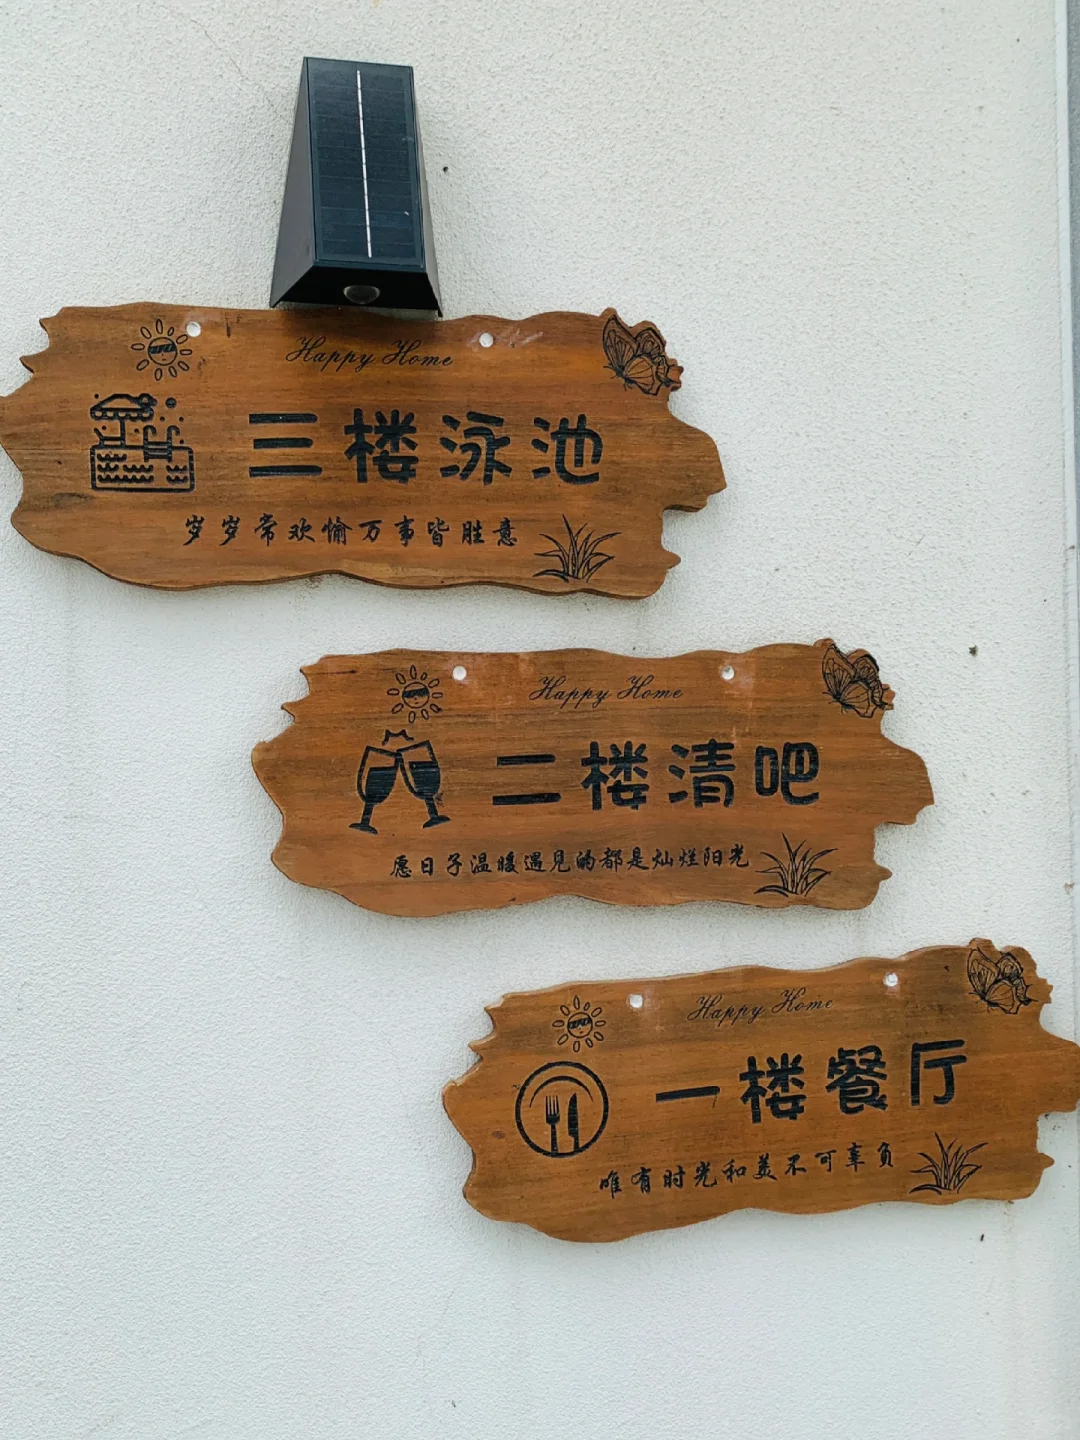 Happy Home
三楼泳池
岁岁常欢愉万事皆胜意
Happy Home
二楼清吧
愿日子温暖遇见的都是灿烂阳光
Happy Home
一楼餐厅
唯有时光和美不可辜负